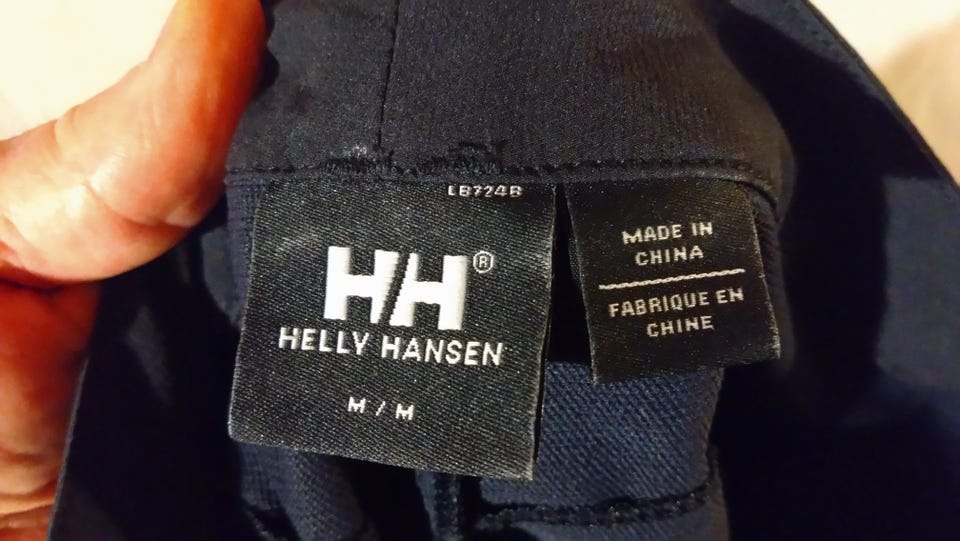 LB724B
HH®
HELLY HANSEN
M / M
MADE IN
CHINA
FABRIQUE EN
CHINE